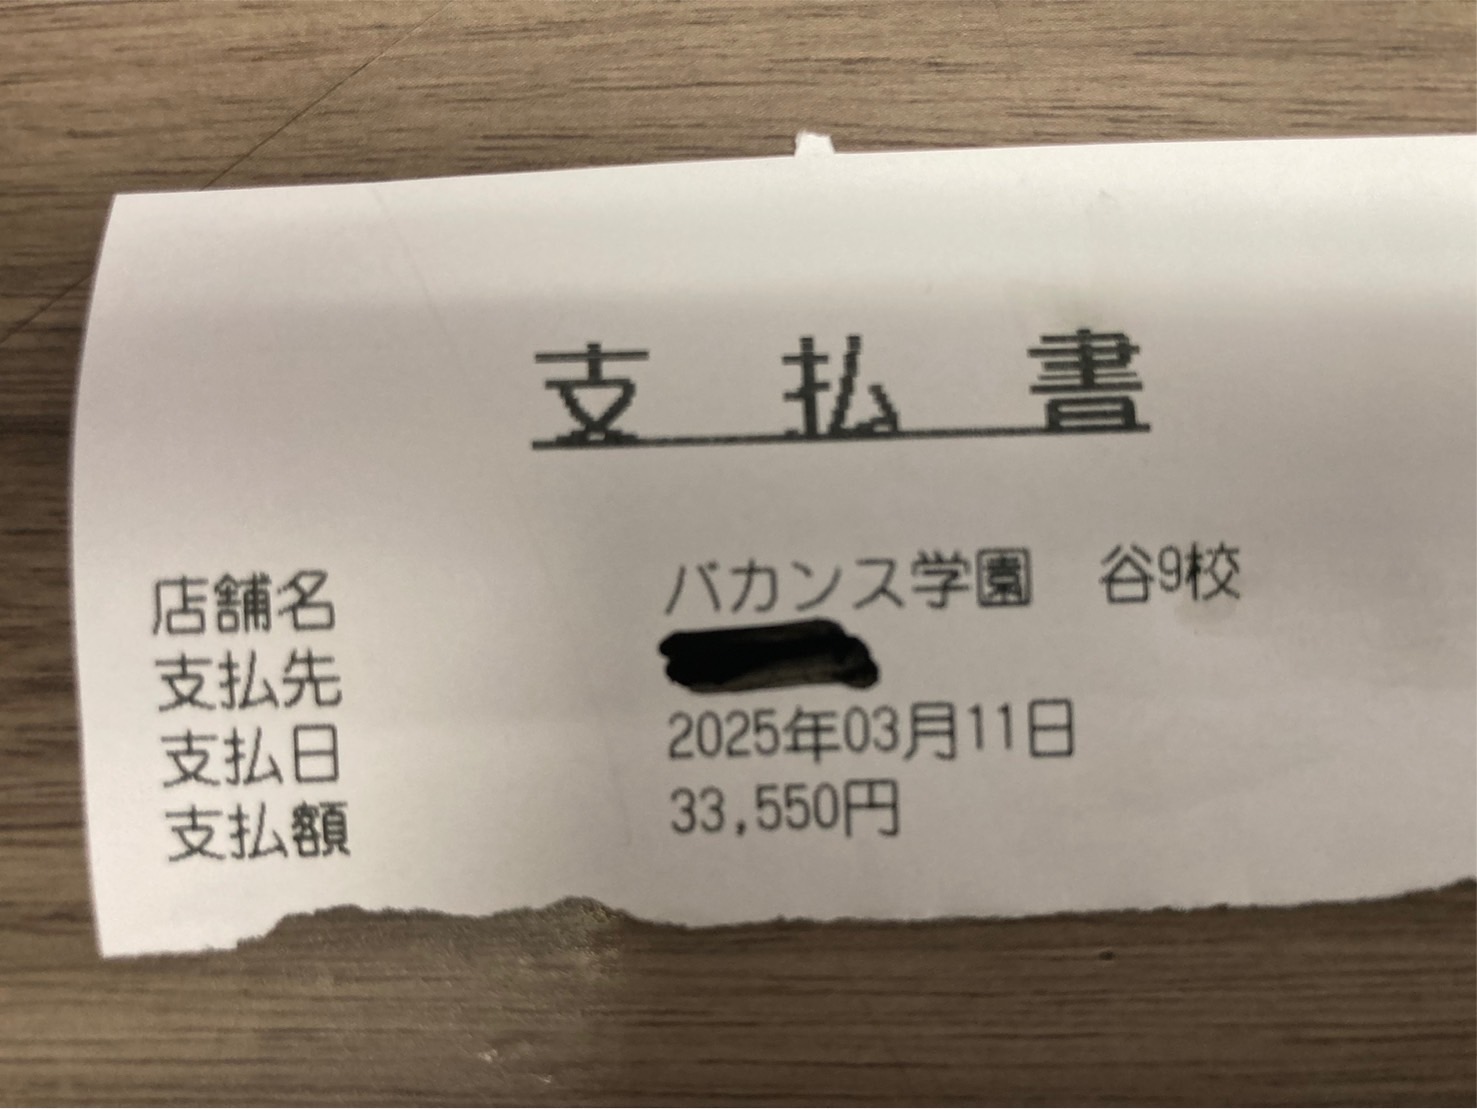 支払書
店舗名 バカンス学園 谷9校
支払先
支払日 2025年03月11日
支払額 33,550円